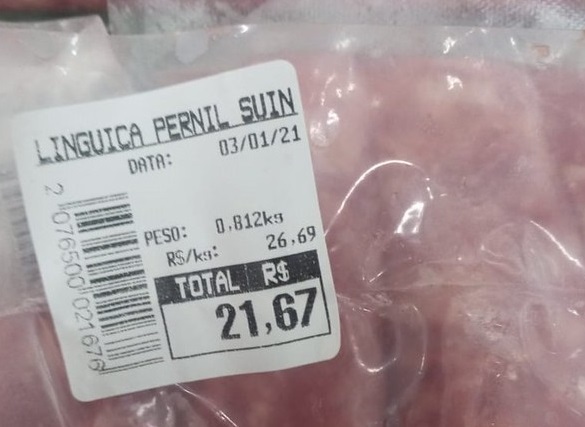 LINGUICA PERNIL SUIN
DATA: 03/01/21
PESO: 0,812kg
R$/kg: 26,69
TOTAL R$
21,67
2 076500 021678